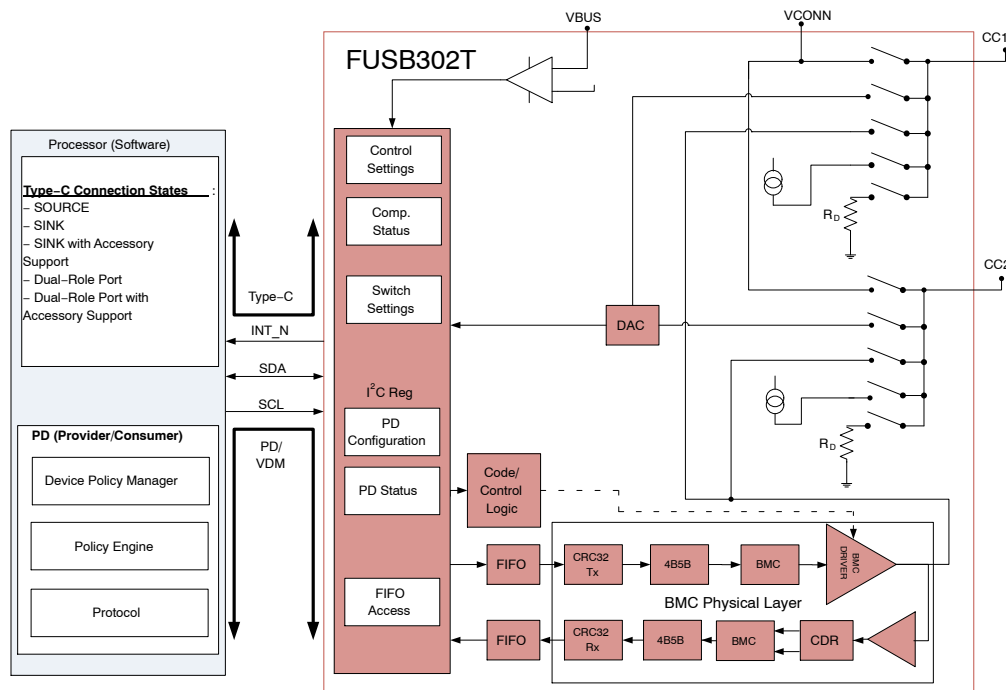 VBUS
VCONN
CC1
FUSB302T
Processor (Software)
Type–C Connection States :
– SOURCE
– SINK
– SINK with Accessory
Support
– Dual–Role Port
– Dual–Role Port with
Accessory Support
Type–C
INT_N
SDA
SCL
PD/
VDM
PD (Provider/Consumer)
Device Policy Manager
Policy Engine
Protocol
Control
Settings
Comp.
Status
Switch
Settings
I²C Reg
PD
Configuration
PD Status
FIFO
Access
Code/
Control
Logic
DAC
RD
CC2
RD
FIFO
CRC32
Tx
4B5B
BMC
BMC
DRIVER
BMC Physical Layer
FIFO
CRC32
Rx
4B5B
BMC
CDR